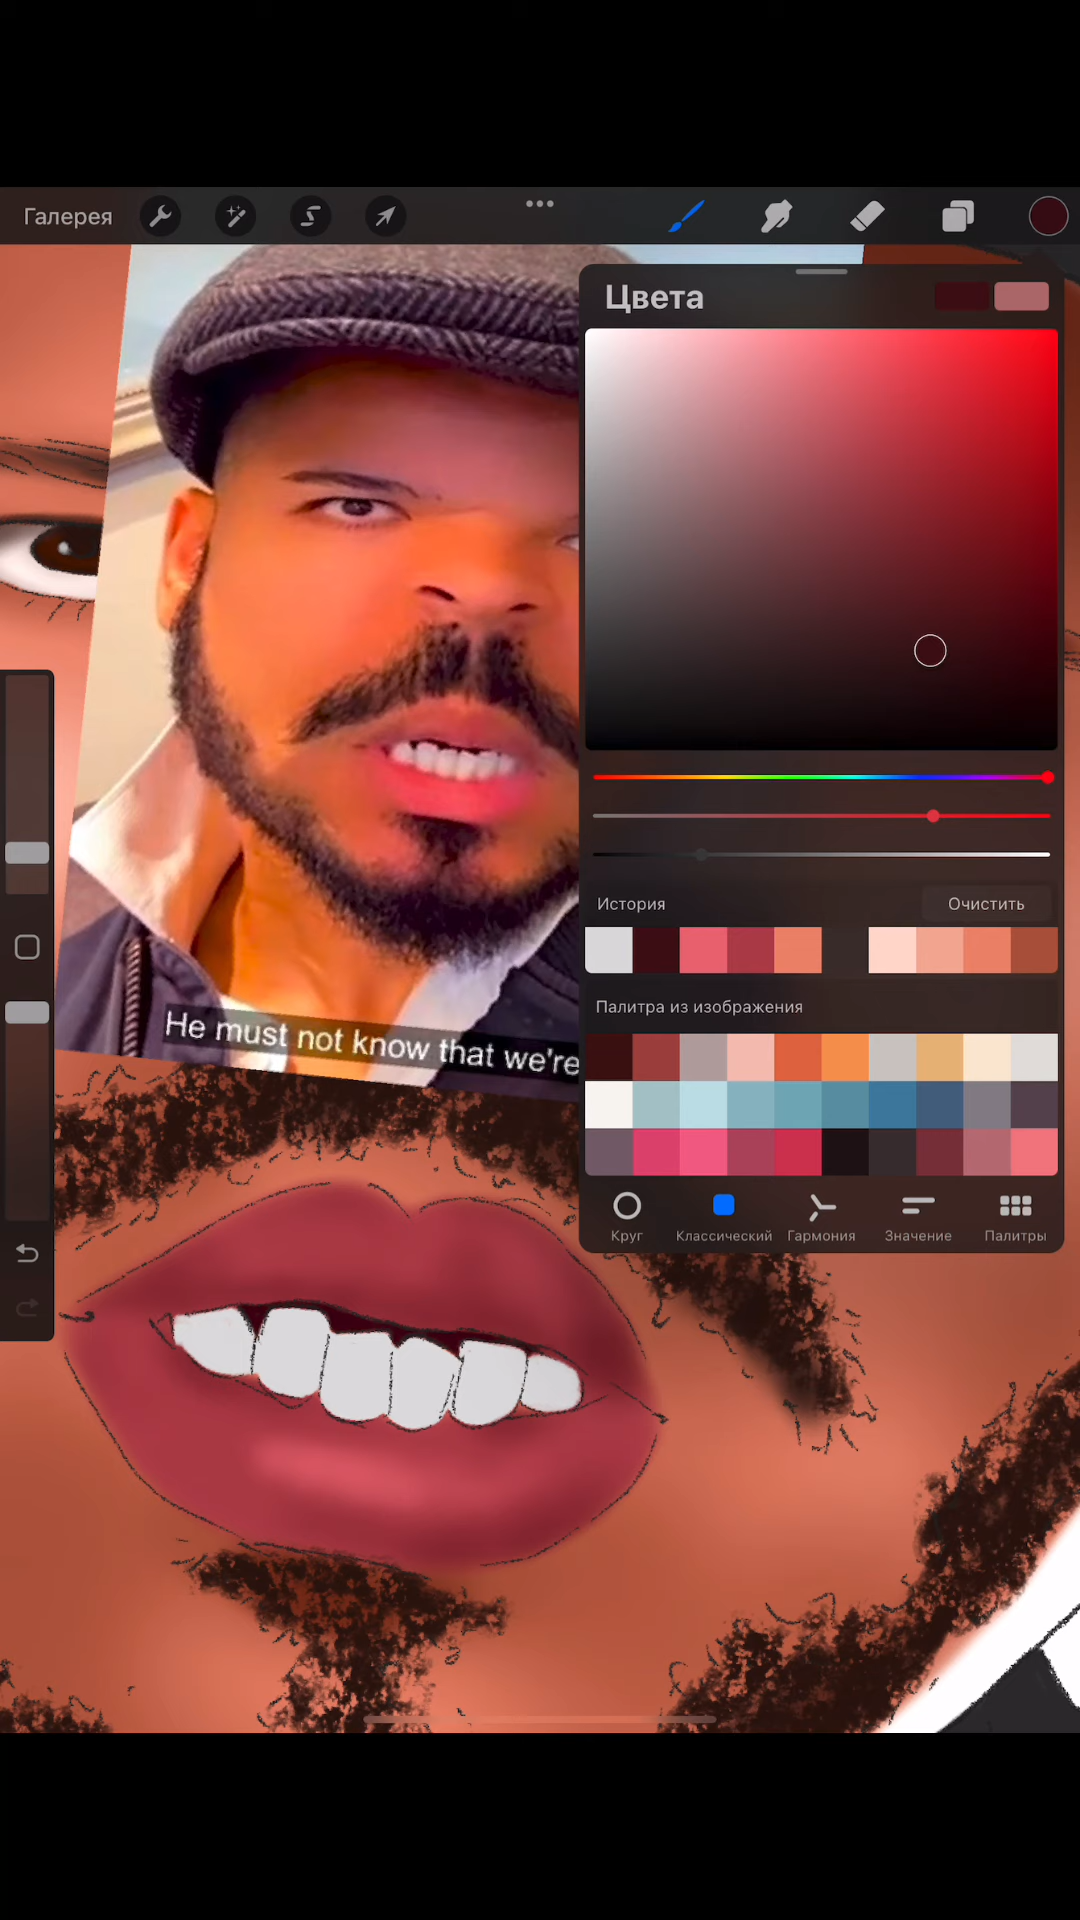 Галерея
Цвета
История
Очистить
Палитра из изображения
He must not know that we're
Круг
Классический
Гармония
Значение
Палитры